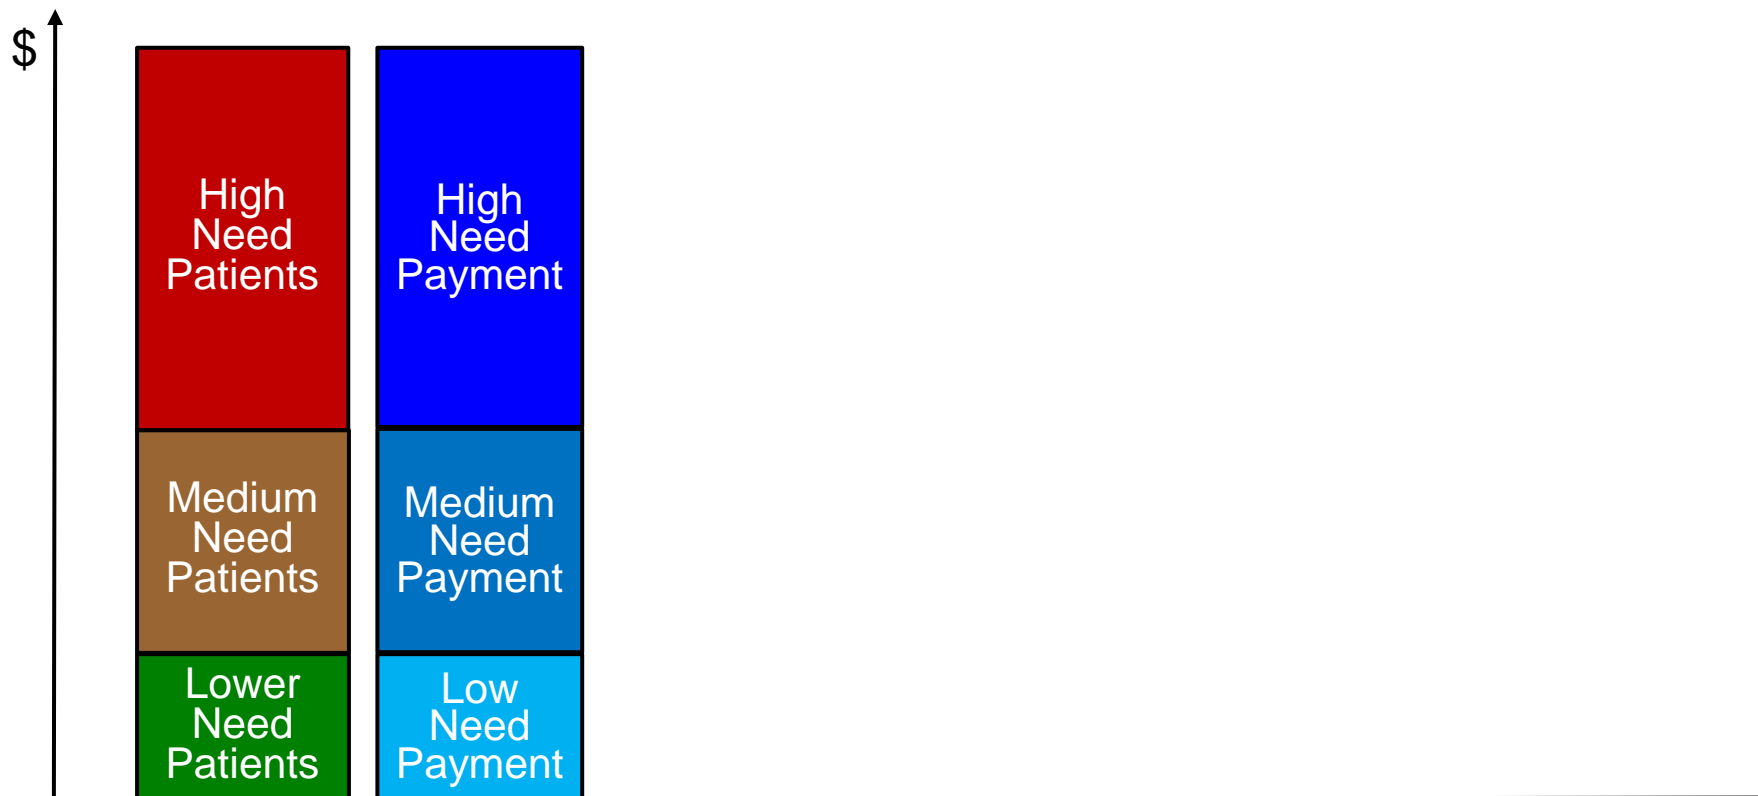 $
High
Need
Patients
High
Need
Payment
Medium
Need
Patients
Medium
Need
Payment
Lower
Need
Patients
Low
Need
Payment